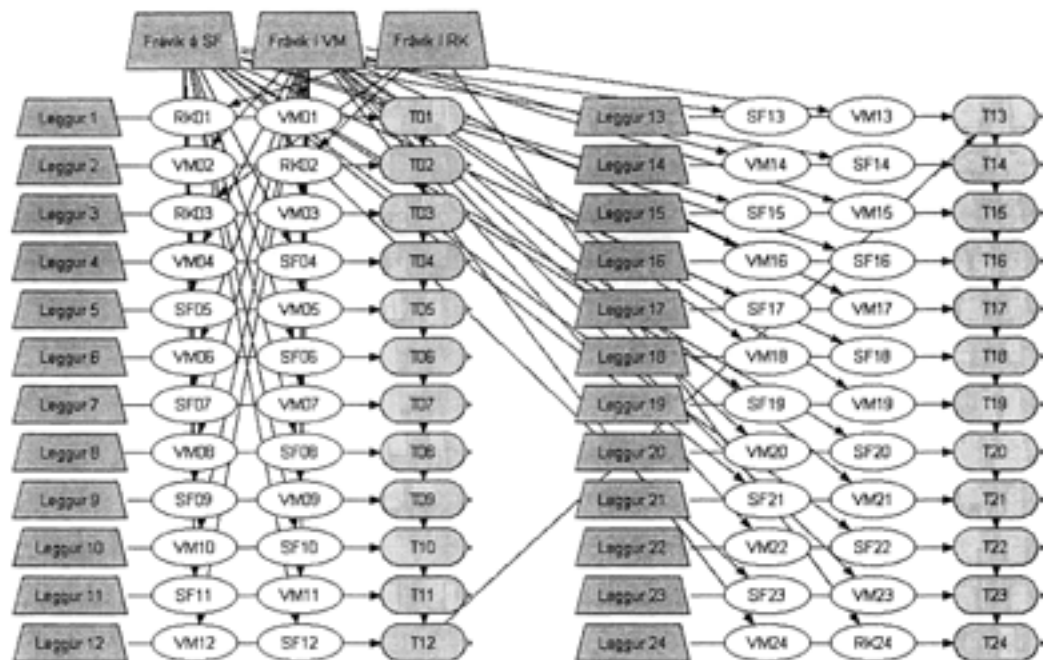 Frávik á SF Frávik í VM Frávik í RK
Leggur 1 RK01 VM01 T01 Leggur 13 SF13 VM13 T13
Leggur 2 VM02 RK02 T02 Leggur 14 VM14 SF14 T14
Leggur 3 RK03 VM03 T03 Leggur 15 SF15 VM15 T15
Leggur 4 VM04 SF04 T04 Leggur 16 VM16 SF16 T16
Leggur 5 SF05 VM05 T05 Leggur 17 SF17 VM17 T17
Leggur 6 VM06 SF06 T06 Leggur 18 VM18 SF18 T18
Leggur 7 SF07 VM07 T07 Leggur 19 SF19 VM19 T19
Leggur 8 VM08 SF08 T08 Leggur 20 VM20 SF20 T20
Leggur 9 SF09 VM09 T09 Leggur 21 SF21 VM21 T21
Leggur 10 VM10 SF10 T10 Leggur 22 VM22 SF22 T22
Leggur 11 SF11 VM11 T11 Leggur 23 SF23 VM23 T23
Leggur 12 VM12 SF12 T12 Leggur 24 VM24 RK24 T24